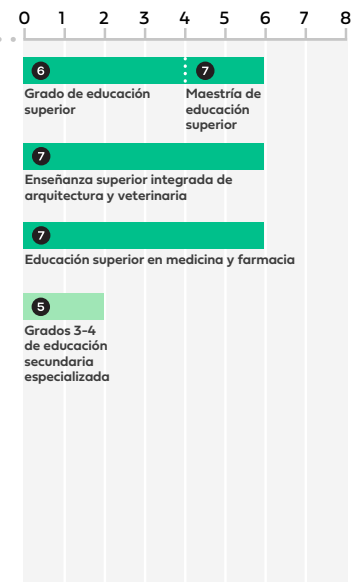 0 1 2 3 4 5 6 7 8
6 7
Grado de educación
superior
Maestría de
educación
superior
7
Enseñanza superior integrada de
arquitectura y veterinaria
7
Educación superior en medicina y farmacia
5
Grados 3-4
de educación
secundaria
especializada